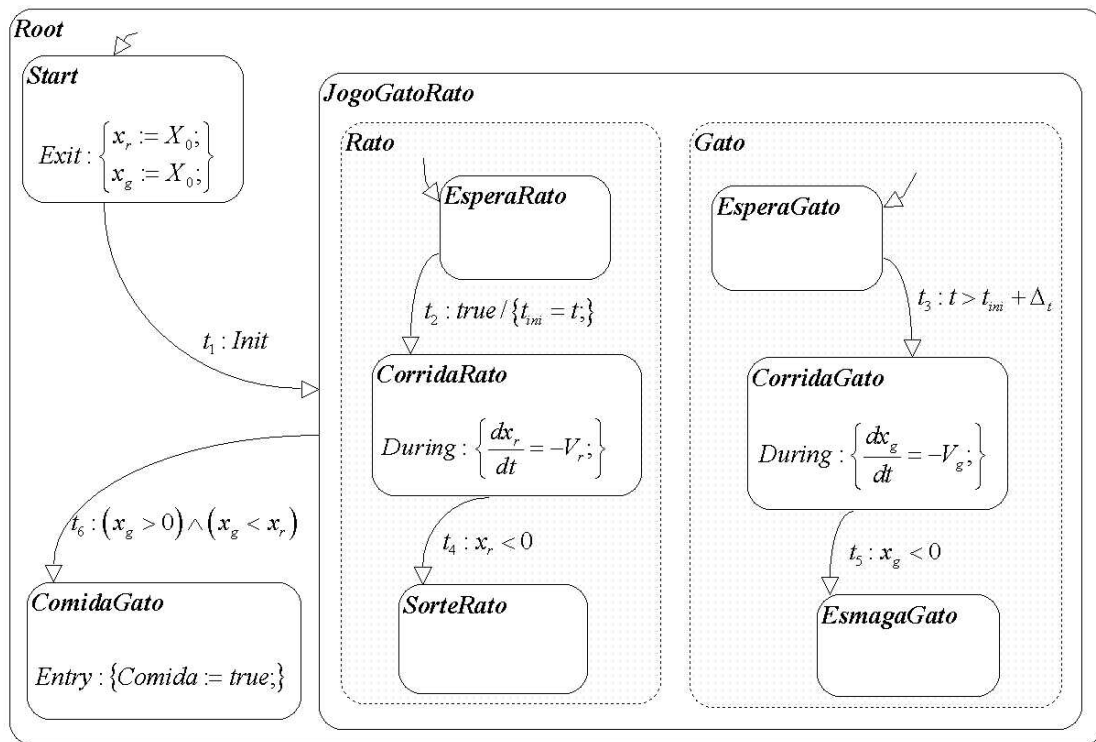 Root
Start
Exit : { x_r := X_0;
x_g := X_0; }
t_1 : Init
JogoGatoRato
Rato
EsperaRato
t_2 : true / {t_ini = t;}
CorridaRato
During : { dx_r/dt = −V_r; }
t_4 : x_r < 0
SorteRato
Gato
EsperaGato
t_3 : t > t_ini + Δ_t
CorridaGato
During : { dx_g/dt = −V_g; }
t_5 : x_g < 0
EsmagaGato
t_6 : (x_g > 0) ∧ (x_g < x_r)
ComidaGato
Entry : {Comida := true;}